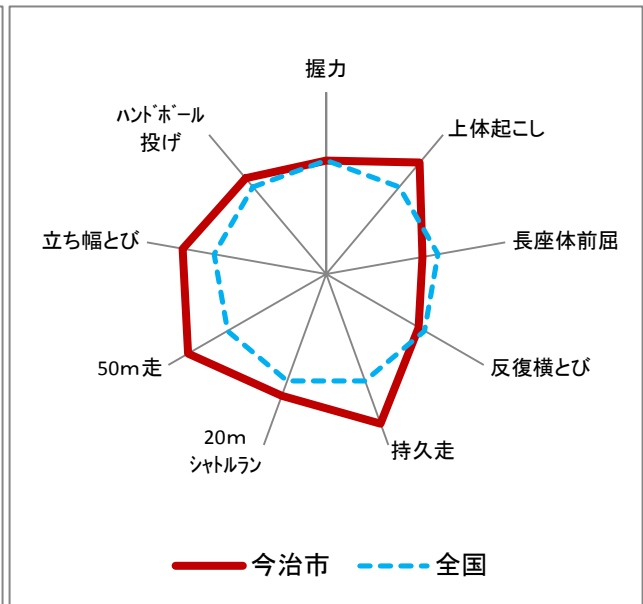 握力
上体起こし
長座体前屈
反復横とび
持久走
20m
ｼｬﾄﾙﾗﾝ
50m走
立ち幅とび
ﾊﾝﾄﾞﾎﾞｰﾙ
投げ
今治市
全国